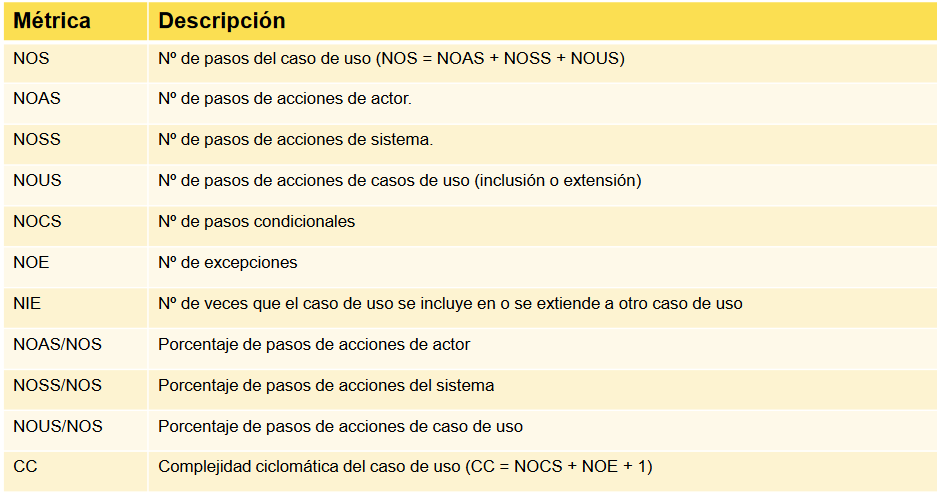 Métrica Descripción
NOS Nº de pasos del caso de uso (NOS = NOAS + NOSS + NOUS)
NOAS Nº de pasos de acciones de actor.
NOSS Nº de pasos de acciones de sistema.
NOUS Nº de pasos de acciones de casos de uso (inclusión o extensión)
NOCS Nº de pasos condicionales
NOE Nº de excepciones
NIE Nº de veces que el caso de uso se incluye en o se extiende a otro caso de uso
NOAS/NOS Porcentaje de pasos de acciones de actor
NOSS/NOS Porcentaje de pasos de acciones del sistema
NOUS/NOS Porcentaje de pasos de acciones de caso de uso
CC Complejidad ciclomática del caso de uso (CC = NOCS + NOE + 1)